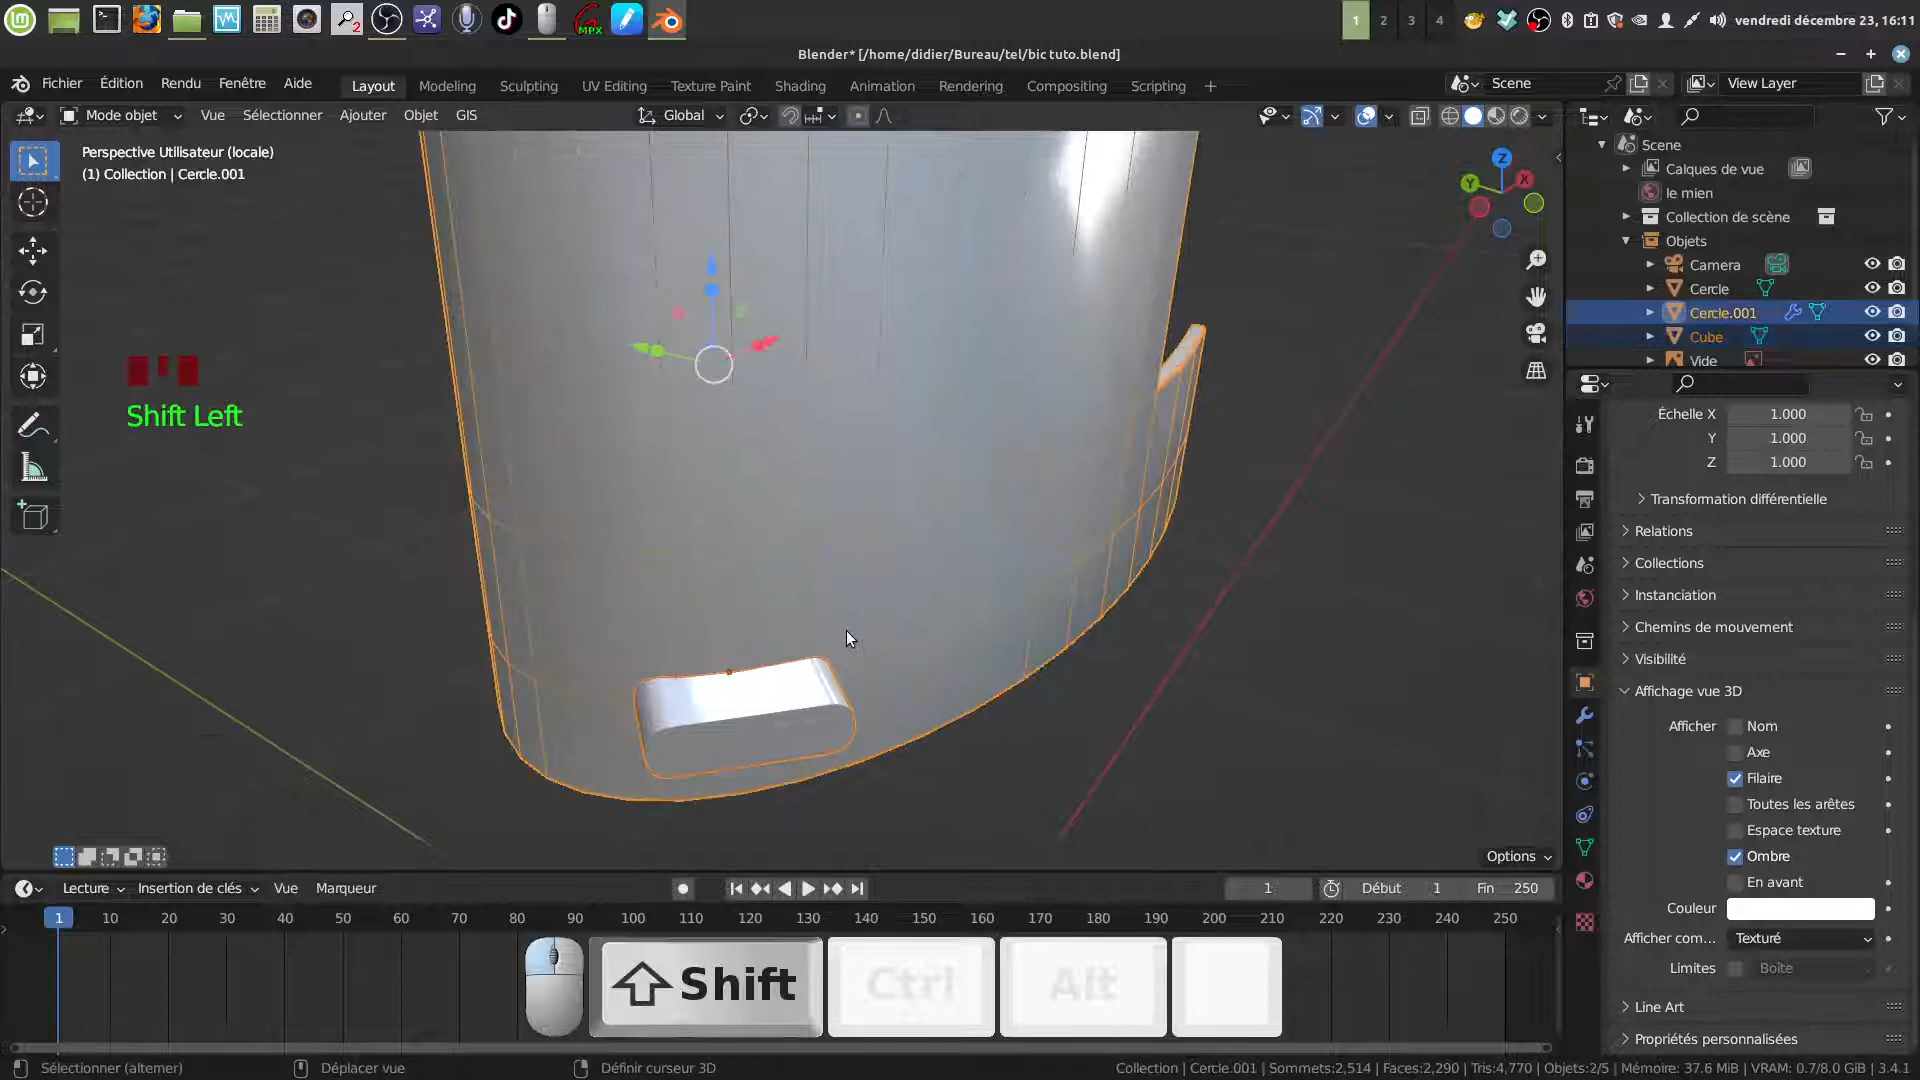 2
MPX
1 2 3 4
vendredi décembre 23, 16:11
Blender* [/home/didier/Bureau/tel/bic tuto.blend]
Fichier Édition Rendu Fenêtre Aide Layout Modeling Sculpting UV Editing Texture Paint Shading Animation Rendering Compositing Scripting + Scene View Layer
Mode objet Vue Sélectionner Ajouter Objet GIS Global
Perspective Utilisateur (locale)
(1) Collection | Cercle.001
Z
Y X
Shift Left
Scene
Calques de vue
le mien
Collection de scène
Objets
Camera
Cercle
Cercle.001
Cube
Vide
Échelle X 1.000
Y 1.000
Z 1.000
Transformation différentielle
Relations
Collections
Instanciation
Chemins de mouvement
Visibilité
Affichage vue 3D
Afficher Nom
Axe
Filaire
Toutes les arêtes
Espace texture
Ombre
En avant
Couleur
Afficher com... Texturé
Limites Boîte
Line Art
Propriétés personnalisées
Options
Lecture Insertion de clés Vue Marqueur 1 Début 1 Fin 250
1 10 20 30 40 50 60 70 80 90 100 110 120 130 140 150 160 170 180 190 200 210 220 230 240 250
Shift Ctrl Alt
Sélectionner (alterner) Déplacer vue Définir curseur 3D Collection | Cercle.001 | Sommets:2,514 | Faces:2,290 | Tris:4,770 | Objets:2/5 | Mémoire: 37.6 MiB | VRAM: 0.7/8.0 GiB | 3.4.1